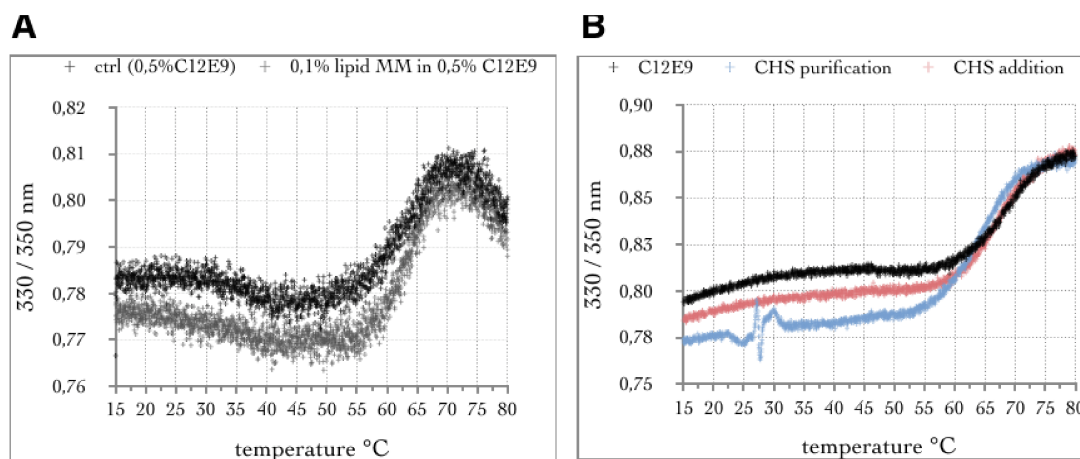 A
+ ctrl (0,5%C12E9) + 0,1% lipid MM in 0,5% C12E9
0,82
0,81
0,80
0,79
0,78
0,77
0,76
330 / 350 nm
15 20 25 30 35 40 45 50 55 60 65 70 75 80
temperature °C
B
+ C12E9 + CHS purification + CHS addition
0,90
0,88
0,85
0,83
0,80
0,78
0,75
330 / 350 nm
15 20 25 30 35 40 45 50 55 60 65 70 75 80
temperature °C